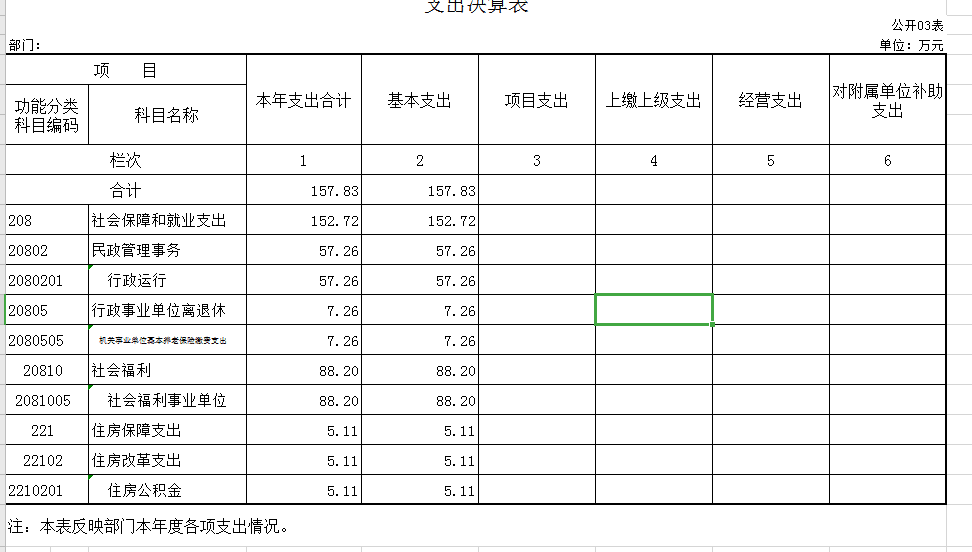 支出决算表
公开03表
部门：
单位：万元
项 目
本年支出合计
基本支出
项目支出
上缴上级支出
经营支出
对附属单位补助
支出
功能分类
科目编码
科目名称
栏次 1 2 3 4 5 6
合计 157.83 157.83
208 社会保障和就业支出 152.72 152.72
20802 民政管理事务 57.26 57.26
2080201 行政运行 57.26 57.26
20805 行政事业单位离退休 7.26 7.26
2080505 机关事业单位基本养老保险缴费支出 7.26 7.26
20810 社会福利 88.20 88.20
2081005 社会福利事业单位 88.20 88.20
221 住房保障支出 5.11 5.11
22102 住房改革支出 5.11 5.11
2210201 住房公积金 5.11 5.11
注：本表反映部门本年度各项支出情况。